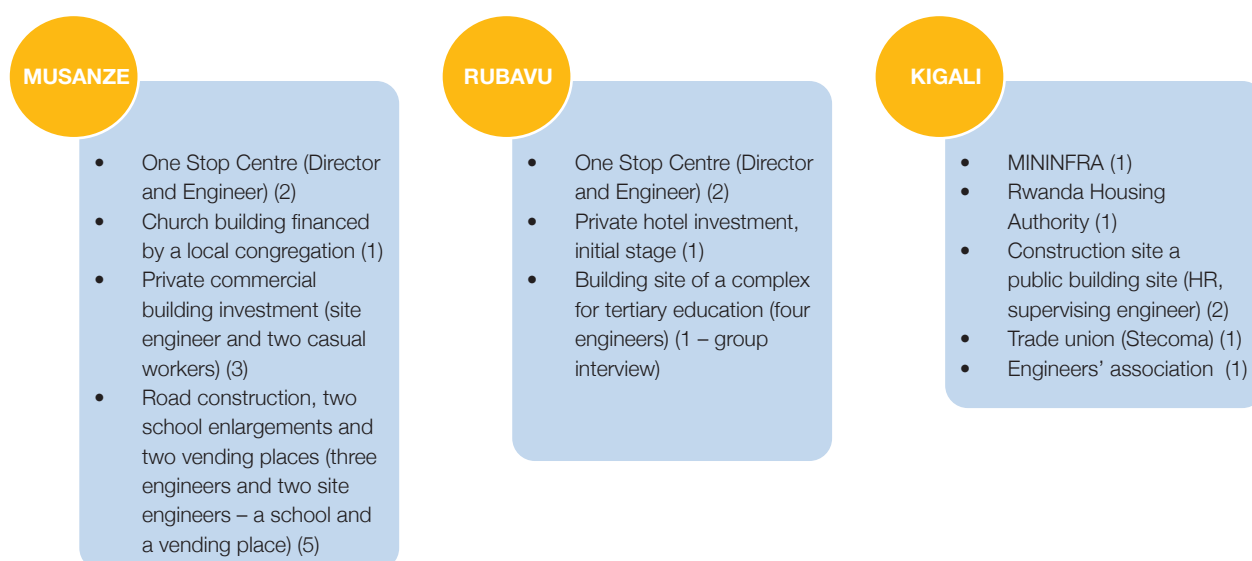 MUSANZE
• One Stop Centre (Director
and Engineer) (2)
• Church building financed
by a local congregation (1)
• Private commercial
building investment (site
engineer and two casual
workers) (3)
• Road construction, two
school enlargements and
two vending places (three
engineers and two site
engineers – a school and
a vending place) (5)
RUBAVU
• One Stop Centre (Director
and Engineer) (2)
• Private hotel investment,
initial stage (1)
• Building site of a complex
for tertiary education (four
engineers) (1 – group
interview)
KIGALI
• MININFRA (1)
• Rwanda Housing
Authority (1)
• Construction site a
public building site (HR,
supervising engineer) (2)
• Trade union (Stecoma) (1)
• Engineers’ association (1)